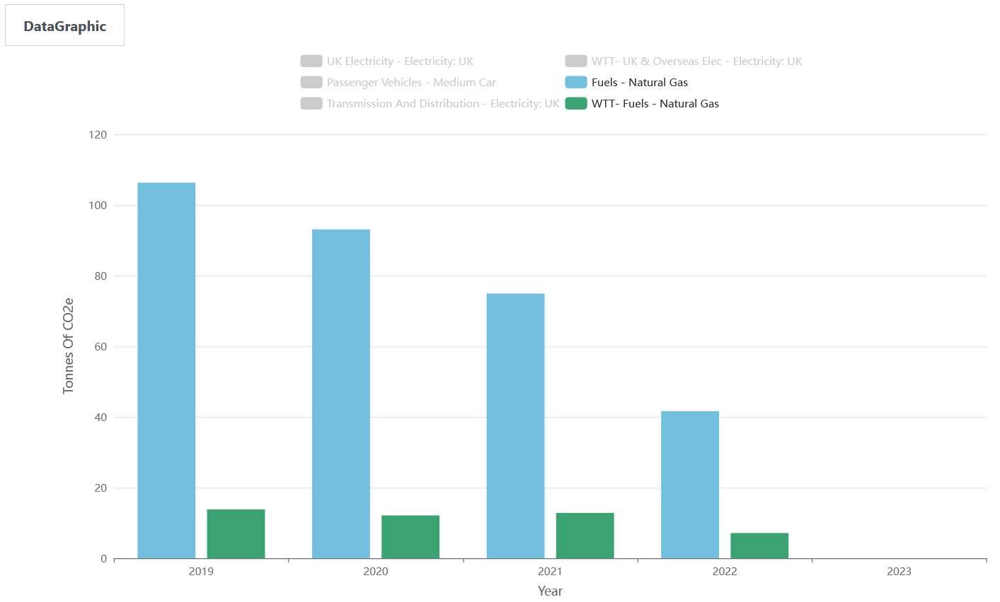 DataGraphic
UK Electricity - Electricity: UK
WTT- UK & Overseas Elec - Electricity: UK
Passenger Vehicles - Medium Car
Fuels - Natural Gas
Transmission And Distribution - Electricity: UK
WTT- Fuels - Natural Gas
120
100
80
60
40
20
0
Tonnes Of CO2e
2019
2020
2021
2022
2023
Year